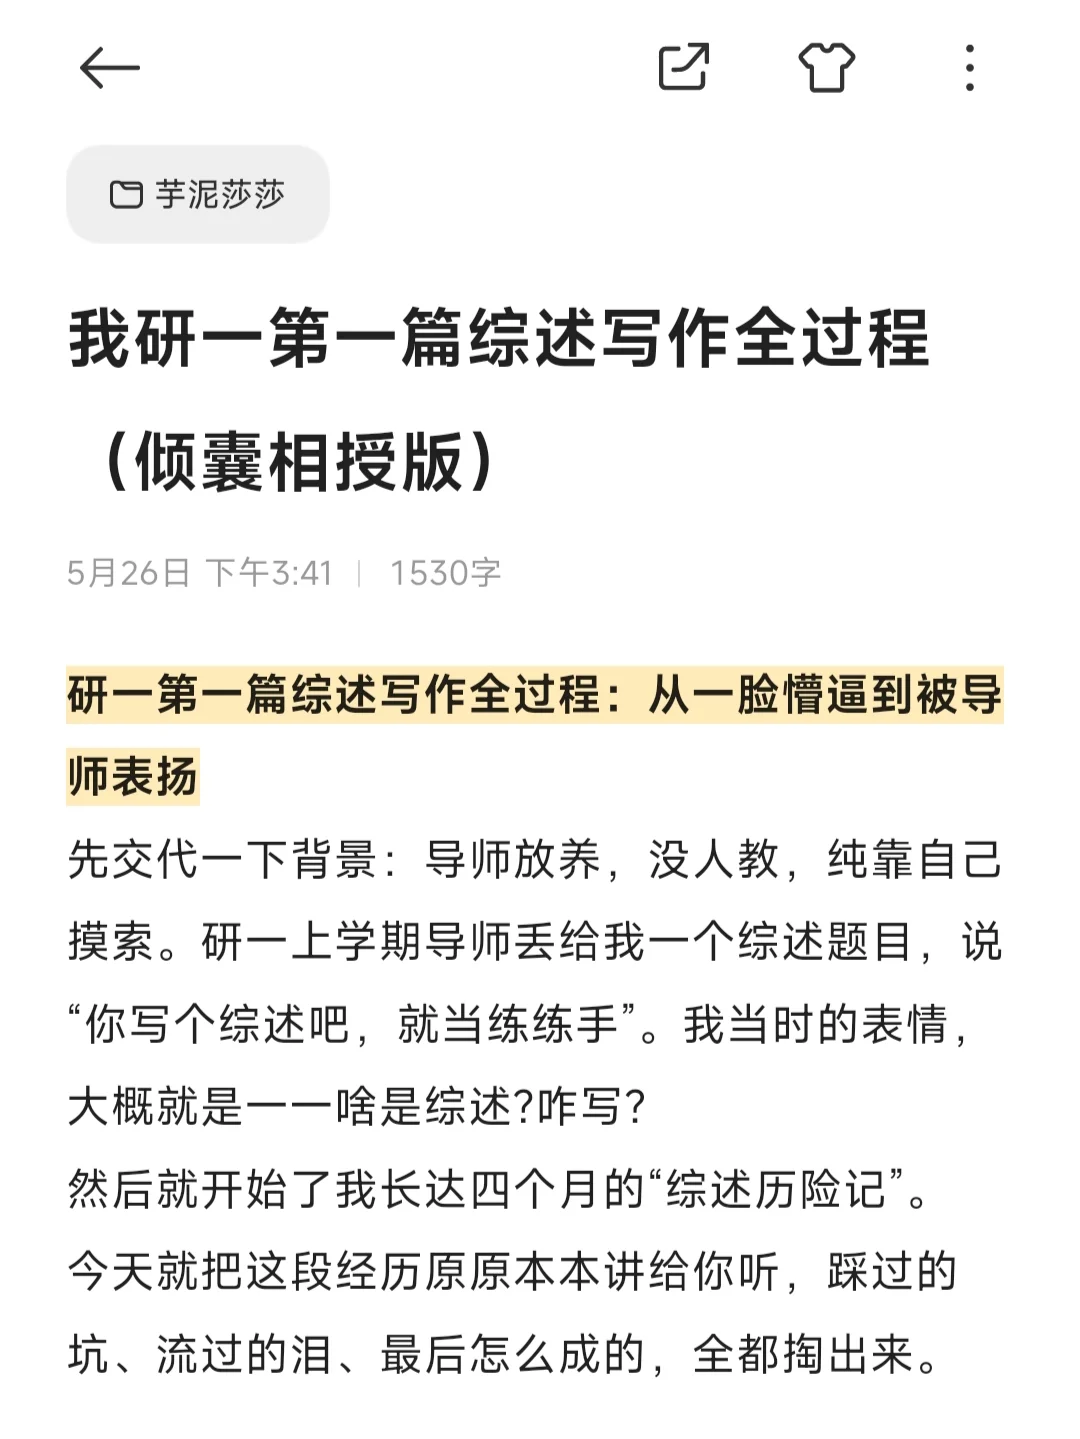 芋泥莎莎
我研一第一篇综述写作全过程
（倾囊相授版）
5月26日 下午3:41 | 1530字
研一第一篇综述写作全过程：从一脸懵逼到被导
师表扬
先交代一下背景：导师放养，没人教，纯靠自己
摸索。研一上学期导师丢给我一个综述题目，说
“你写个综述吧，就当练练手”。我当时的表情，
大概就是一一啥是综述?咋写?
然后就开始了我长达四个月的“综述历险记”。
今天就把这段经历原原本本讲给你听，踩过的
坑、流过的泪、最后怎么成的，全都掏出来。